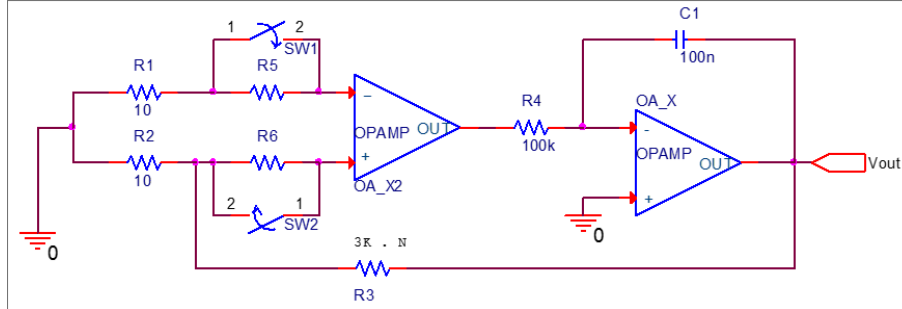 C1
100n
1
2
SW1
R1
10
R5
R2
10
R6
-
+
OPAMP
OUT
OA_X2
2
1
SW2
R4
100k
OA_X
-
+
OPAMP
OUT
Vout
0
0
3K . N
R3